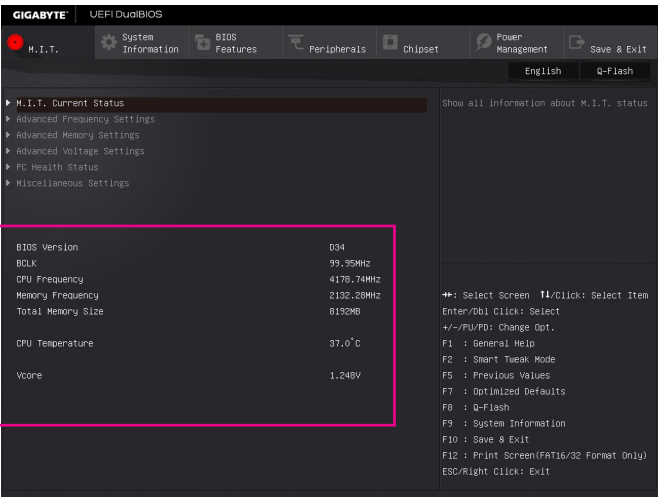 GIGABYTE™ UEFI DualBIOS
M.I.T.
System Information
BIOS Features
Peripherals
Chipset
Power Management
Save & Exit
English Q-Flash
M.I.T. Current Status
Advanced Frequency Settings
Advanced Memory Settings
Advanced Voltage Settings
PC Health Status
Miscellaneous Settings
Show all information about M.I.T. status
BIOS Version D34
BCLK 99.95MHz
CPU Frequency 4178.74MHz
Memory Frequency 2132.28MHz
Total Memory Size 8192MB
CPU Temperature 37.0°C
Vcore 1.248V
→←: Select Screen ↑↓/Click: Select Item
Enter/Dbl Click: Select
+/-/PU/PD: Change Opt.
F1 : General Help
F2 : Smart Tweak Mode
F5 : Previous Values
F7 : Optimized Defaults
F8 : Q-Flash
F9 : System Information
F10 : Save & Exit
F12 : Print Screen(FAT16/32 Format Only)
ESC/Right Click: Exit